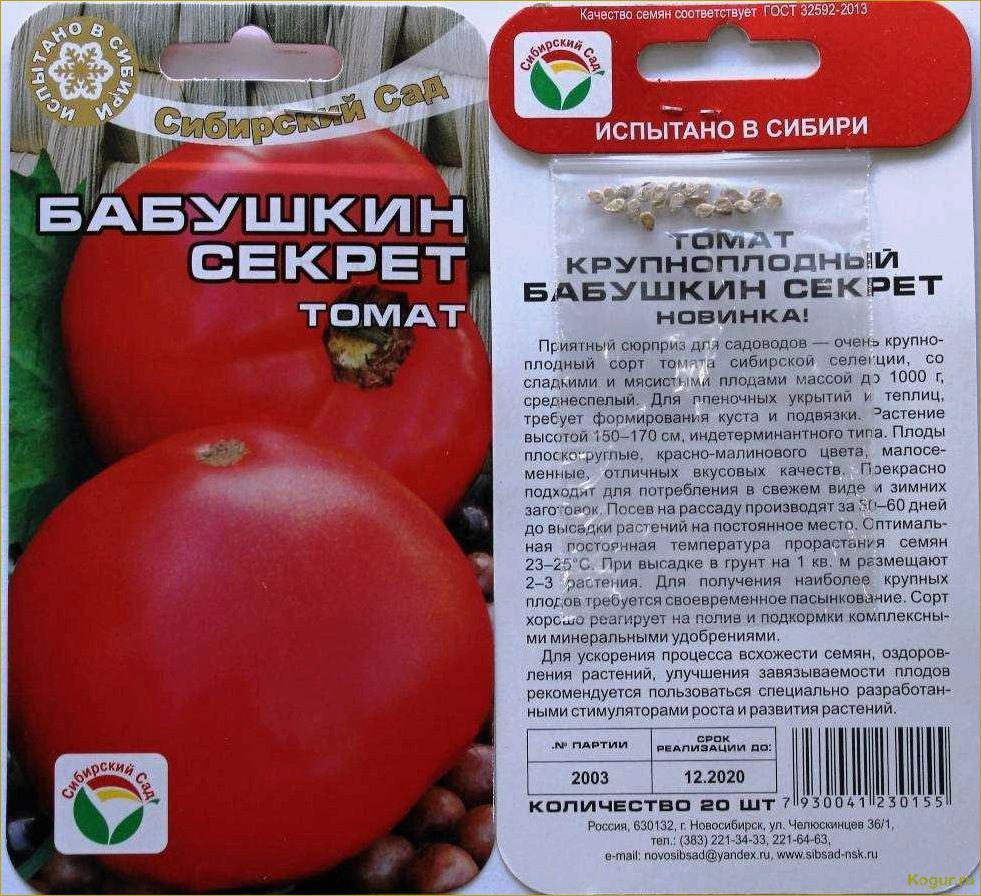 ИСПЫТАНО В СИБИРИ
Сибирский Сад
БАБУШКИН
СЕКРЕТ
ТОМАТ
Сибирский Сад
Качество семян соответствует ГОСТ 32592-2013
Сибирский Сад
ИСПЫТАНО В СИБИРИ
ТОМАТ
КРУПНОПЛОДНЫЙ
БАБУШКИН СЕКРЕТ
НОВИНКА!
Приятный сюрприз для садоводов — очень крупно-
плодный сорт томата сибирской селекции, со
сладкими и мясистыми плодами массой до 1000 г,
среднеспелый. Для пленочных укрытий и теплиц,
требует формирования куста и подвязки. Растение
высотой 150–170 см, индетерминантного типа. Плоды
плоскоокруглые, красно-малинового цвета, малосе-
менные, отличных вкусовых качеств. Прекрасно
подходят для потребления в свежем виде и зимних
заготовок. Посев на рассаду производят за 50–60 дней
до высадки растений на постоянное место. Оптималь-
ная постоянная температура прорастания семян
23–25°С. При высадке в грунт на 1 кв. м размещают
2–3 растения. Для получения наиболее крупных
плодов требуется своевременное пасынкование. Сорт
хорошо реагирует на полив и подкормки комплексны-
ми минеральными удобрениями.
Для ускорения процесса всхожести семян, оздоров-
ления растений, улучшения завязываемости плодов
рекомендуется пользоваться специально разработан-
ными стимуляторами роста и развития растений.
.№ ПАРТИИ
СРОК
РЕАЛИЗАЦИИ ДО:
2003
12.2020
КОЛИЧЕСТВО 20 ШТ
7 930041 230155
Россия, 630132, г. Новосибирск, ул. Челюскинцев 36/1,
тел.: (383) 221-34-33, 221-64-63,
e-mail: novosibsad@yandex.ru, www.sibsad-nsk.ru
Kogur.ru